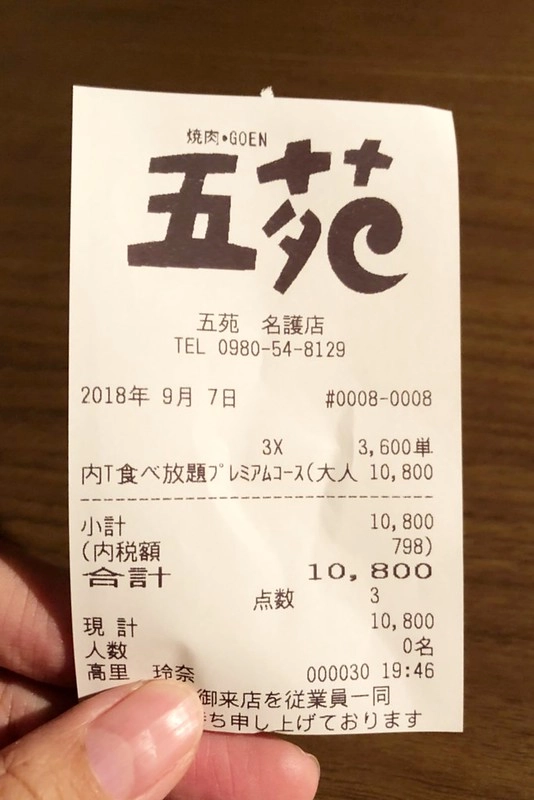 焼肉•GOEN
五苑
五苑 名護店
TEL 0980-54-8129
2018年 9月 7日 #0008-0008
3X 3,600単
内T食べ放題ﾌﾟﾚﾐｱﾑｺｰｽ(大人 10,800
小計 10,800
(内税額 798)
合計 10,800
点数 3
現計 10,800
人数 0名
高里 玲奈 000030 19:46
御来店を従業員一同
ち申し上げております